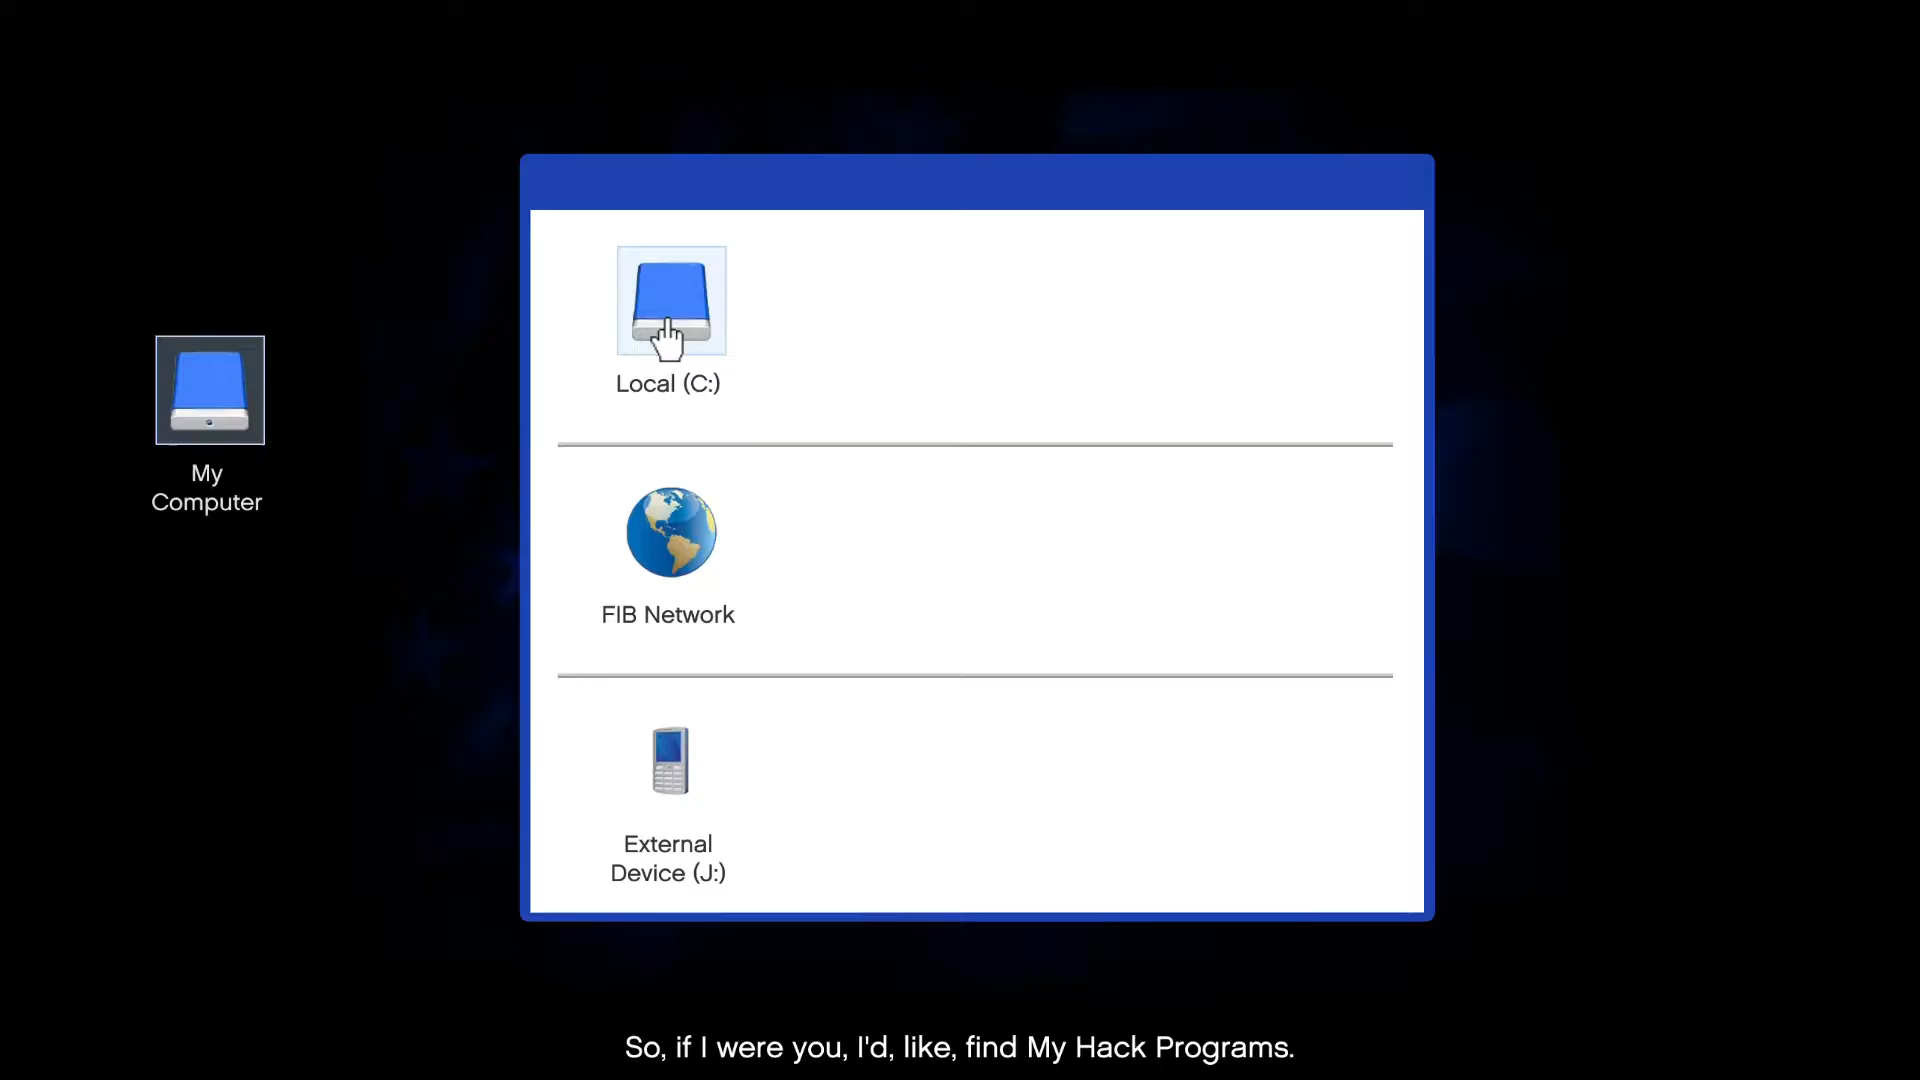 My
Computer
Local (C:)
FIB Network
External
Device (J:)
So, if I were you, I'd, like, find My Hack Programs.